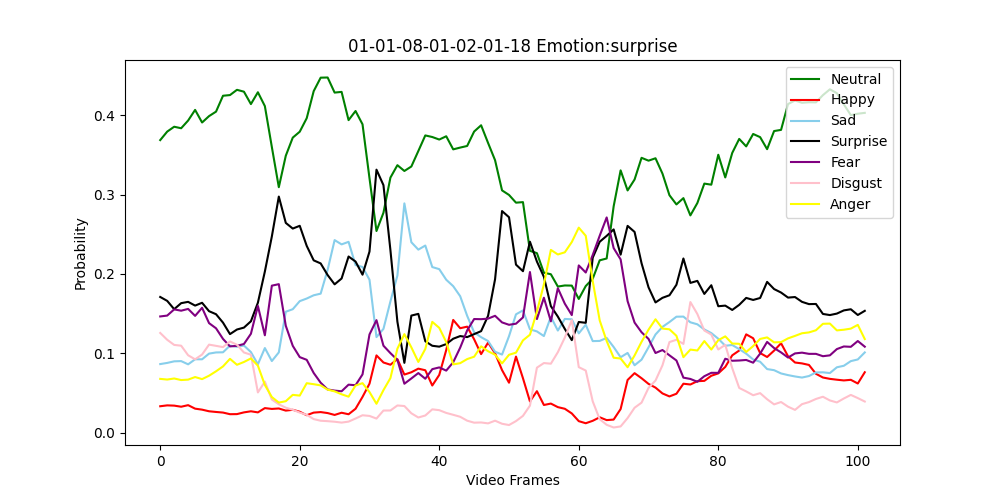 01-01-08-01-02-01-18 Emotion:surprise
Probability
0.4
0.3
0.2
0.1
0.0
0 20 40 60 80 100
Video Frames
Neutral
Happy
Sad
Surprise
Fear
Disgust
Anger